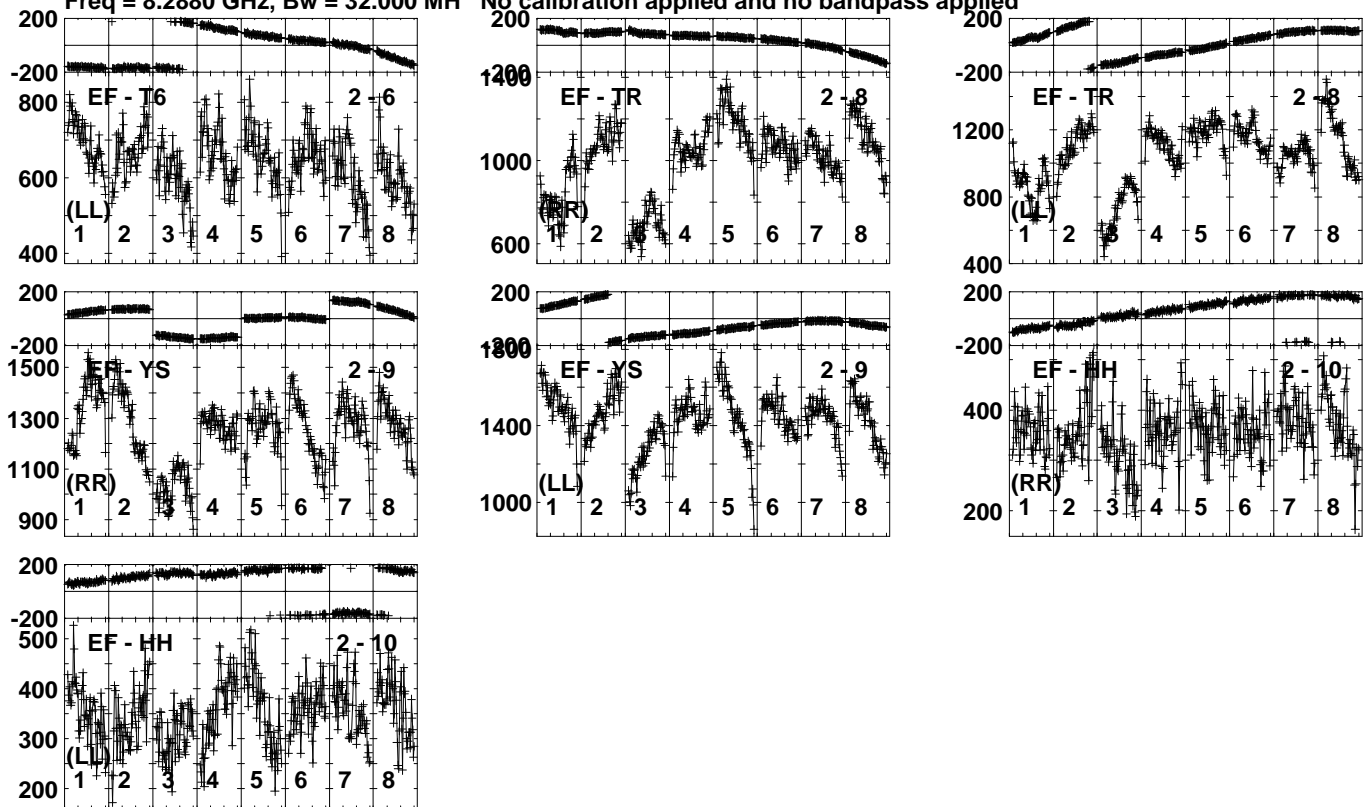 Freq = 8.2880 GHz, Bw = 32.000 MH No calibration applied and no bandpass applied
200 200 200
-200 -200 -200
EF - T6 2 - 6 1400 EF - TR 2 - 8 EF - TR 2 - 8
800 1200
1000
600 800
(LL) (RR) (LL)
600
1 2 3 4 5 6 7 8 1 2 3 4 5 6 7 8 1 2 3 4 5 6 7 8
400 400
200 200 200
-200 -200 -200
1500 EF - YS 2 - 9 1800 EF - YS 2 - 9 EF - HH 2 - 10
1300 1400 400
1100
(RR) (LL) (RR)
900 1 2 3 4 5 6 7 8 1000 1 2 3 4 5 6 7 8 200 1 2 3 4 5 6 7 8
200
-200
500 EF - HH 2 - 10
400
300
(LL)
200 1 2 3 4 5 6 7 8